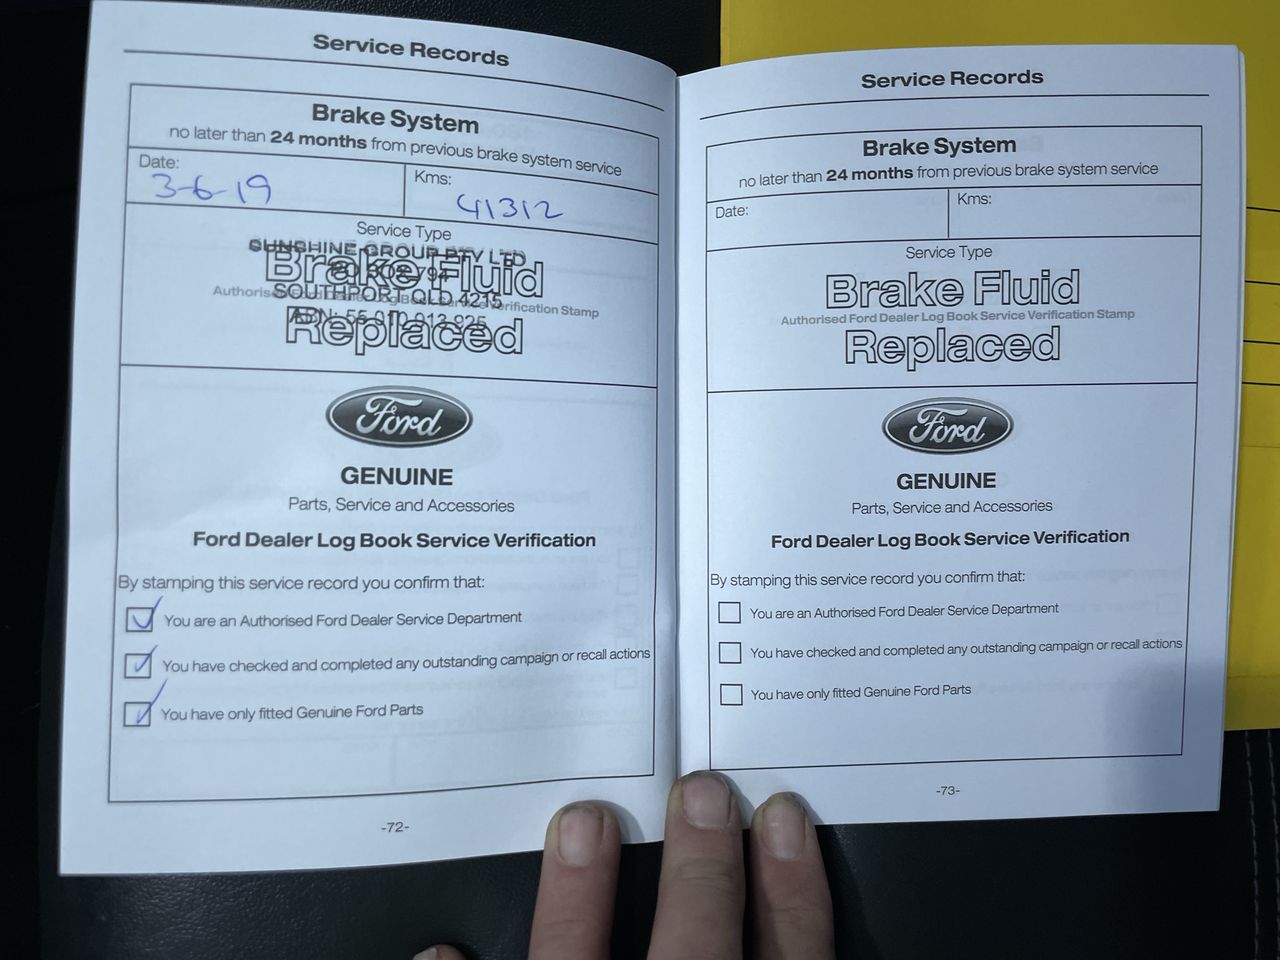 Service Records
Brake System
no later than 24 months from previous brake system service
Date:
3-6-19
Kms:
41312
Service Type
SUNSHINE GROUP PTY LTD
Brake Fluid
PO BOX 794
SOUTHPORT QLD 4215
Authorised Ford Dealer Log Book Service Verification Stamp
ABN: 55 010 913 925
Replaced
Ford
GENUINE
Parts, Service and Accessories
Ford Dealer Log Book Service Verification
By stamping this service record you confirm that:
You are an Authorised Ford Dealer Service Department
You have checked and completed any outstanding campaign or recall actions
You have only fitted Genuine Ford Parts
-72-
Service Records
Brake System
no later than 24 months from previous brake system service
Date:
Kms:
Service Type
Brake Fluid
Authorised Ford Dealer Log Book Service Verification Stamp
Replaced
Ford
GENUINE
Parts, Service and Accessories
Ford Dealer Log Book Service Verification
By stamping this service record you confirm that:
You are an Authorised Ford Dealer Service Department
You have checked and completed any outstanding campaign or recall actions
You have only fitted Genuine Ford Parts
-73-